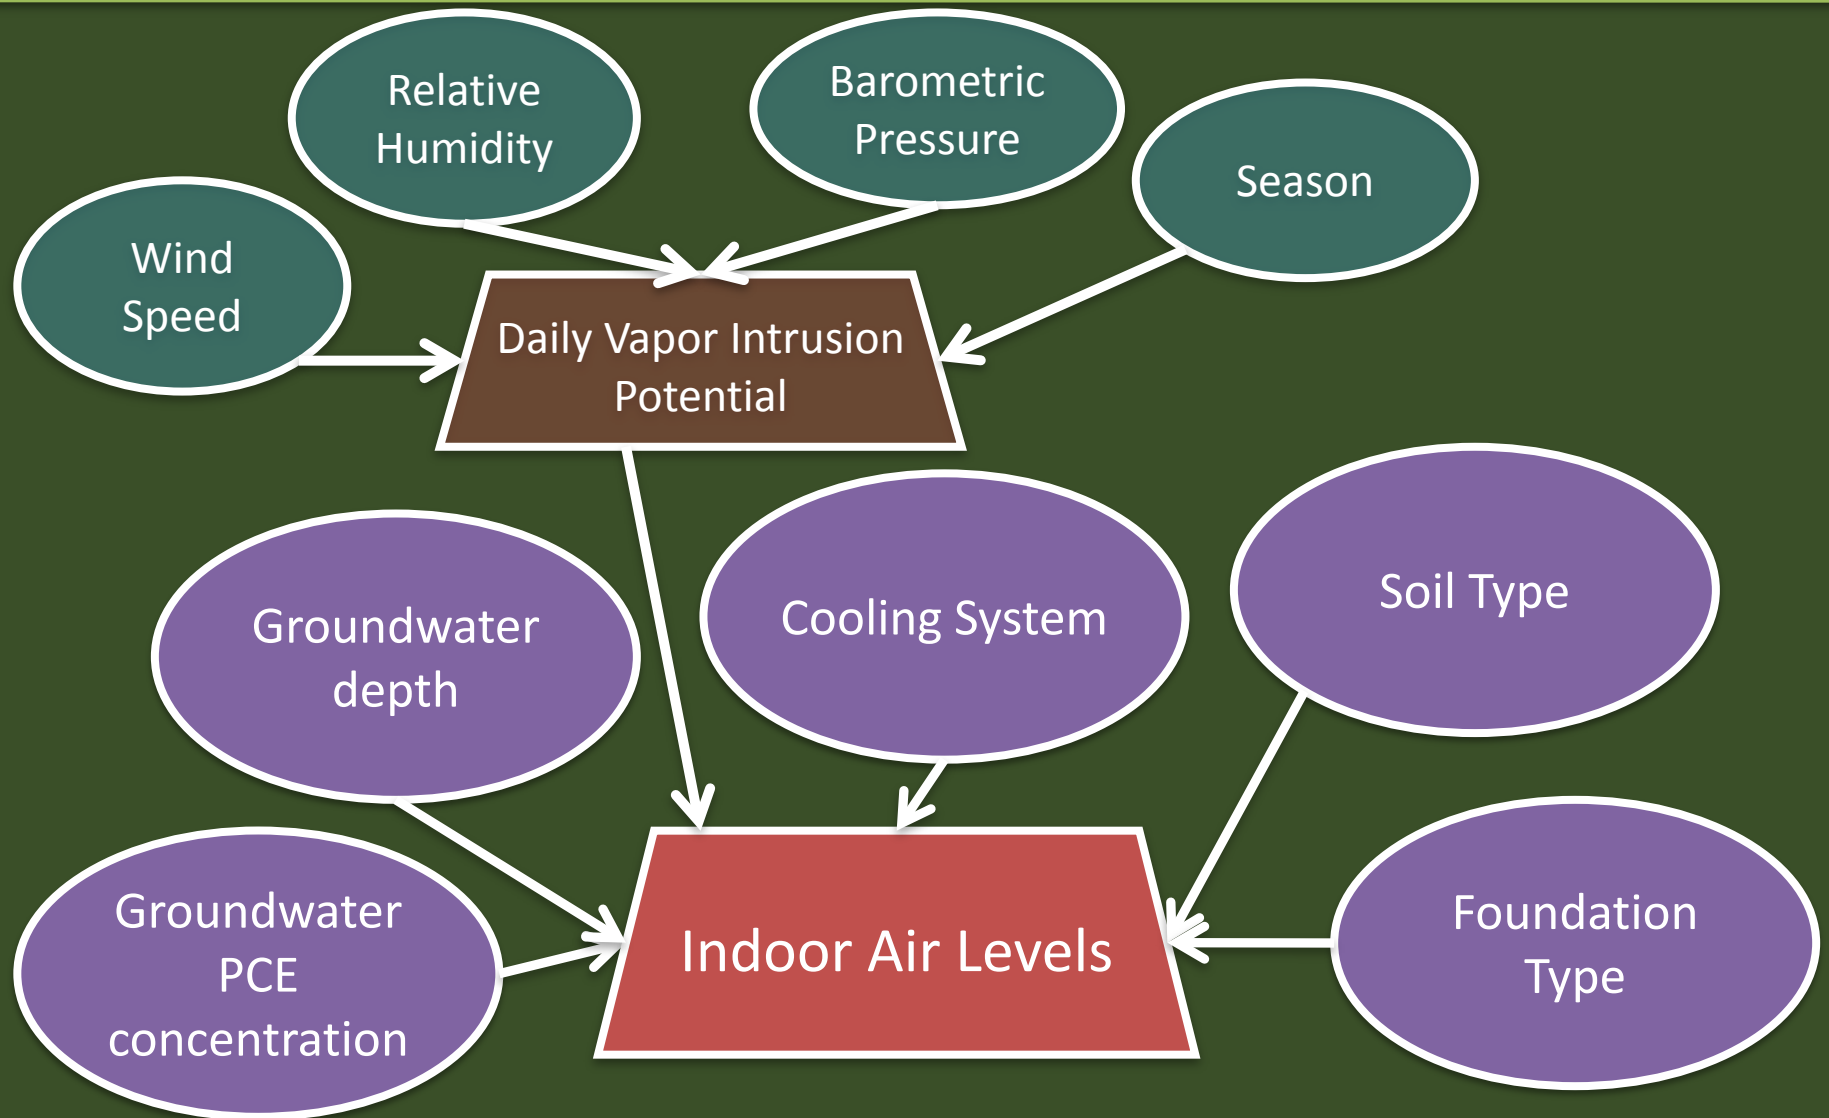 Relative
Humidity
Barometric
Pressure
Season
Wind
Speed
Daily Vapor Intrusion
Potential
Groundwater
depth
Cooling System
Soil Type
Groundwater
PCE
concentration
Indoor Air Levels
Foundation
Type